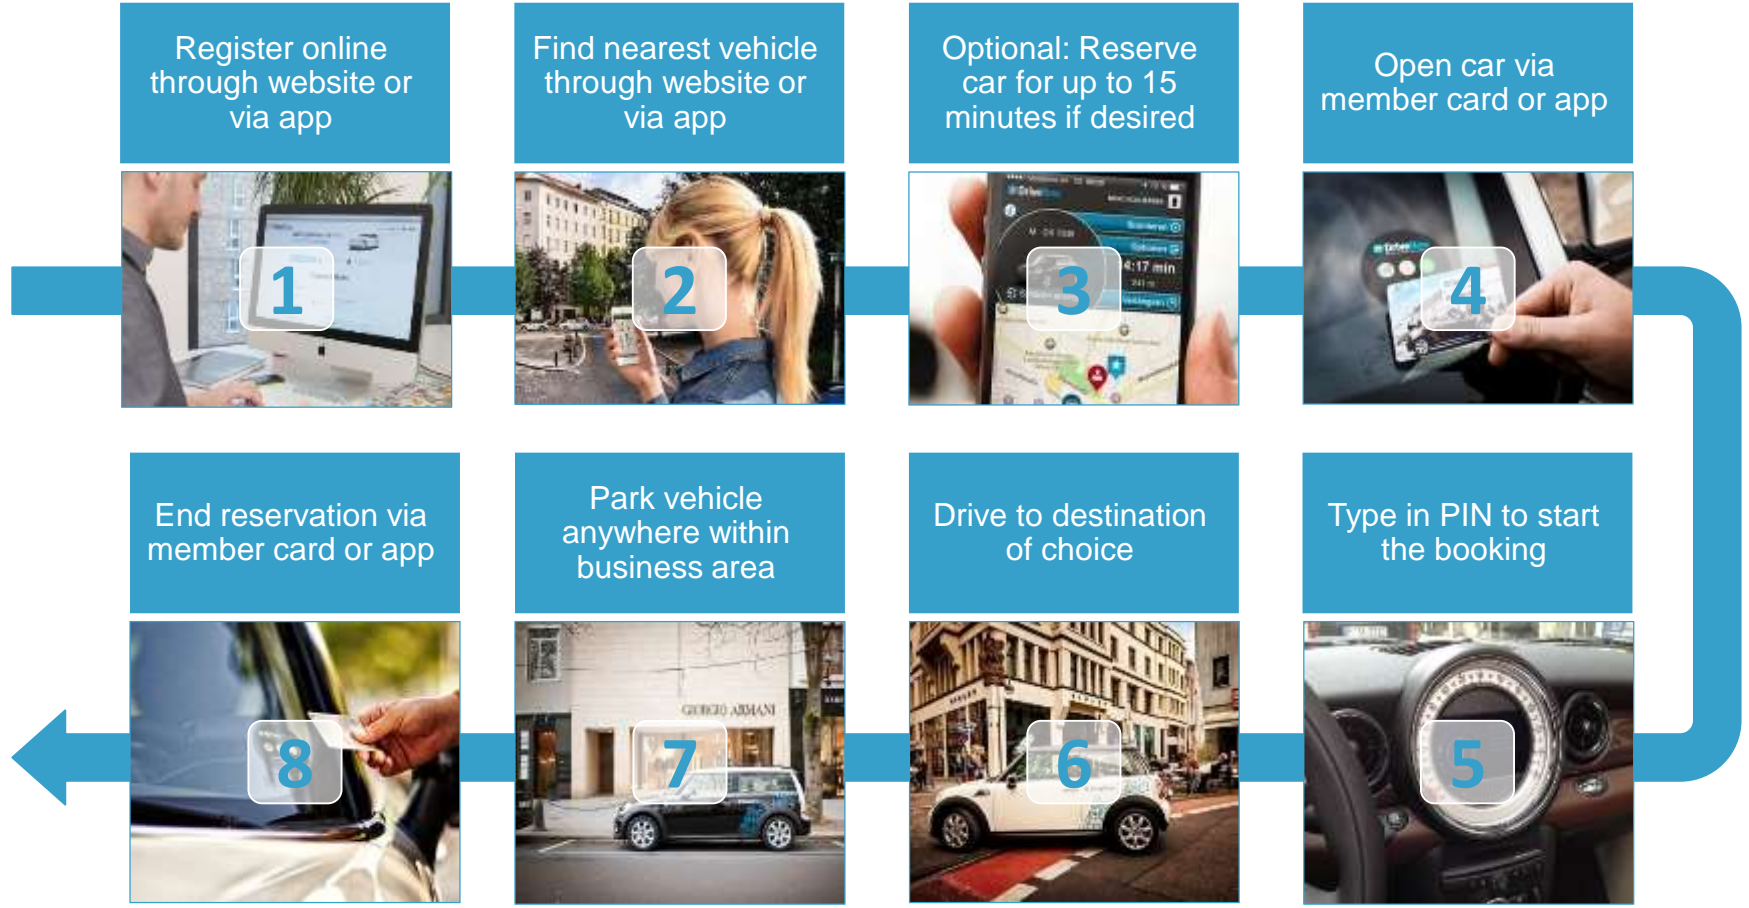 Register online
through website or
via app
Find nearest vehicle
through website or
via app
Optional: Reserve
car for up to 15
minutes if desired
Open car via
member card or app
1
2
3
4
4:17 min
End reservation via
member card or app
Park vehicle
anywhere within
business area
Drive to destination
of choice
Type in PIN to start
the booking
GIORGIO ARMANI
8
7
6
5